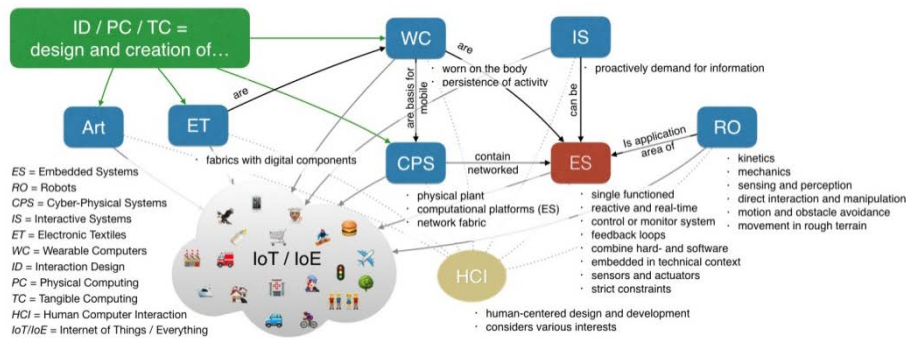 ID / PC / TC =
design and creation of…
WC
IS
are
worn on the body
persistence of activity
proactively demand for information
are
are basis for
mobile
can be
Art
ET
RO
Is application
area of
fabrics with digital components
CPS
contain
networked
ES
kinetics
mechanics
sensing and perception
direct interaction and manipulation
motion and obstacle avoidance
movement in rough terrain
physical plant
computational platforms (ES)
network fabric
single functioned
reactive and real-time
control or monitor system
feedback loops
combine hard- and software
embedded in technical context
sensors and actuators
strict constraints
ES = Embedded Systems
RO = Robots
CPS = Cyber-Physical Systems
IS = Interactive Systems
ET = Electronic Textiles
WC = Wearable Computers
ID = Interaction Design
PC = Physical Computing
TC = Tangible Computing
HCI = Human Computer Interaction
IoT/IoE = Internet of Things / Everything
IoT / IoE
HCI
human-centered design and development
considers various interests